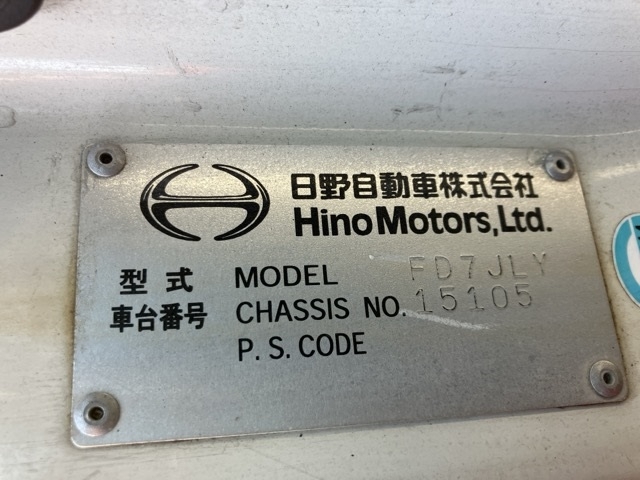 日野自動車株式会社
Hino Motors, Ltd.
型式 MODEL FD7JLY
車台番号 CHASSIS NO. 15105
P. S. CODE